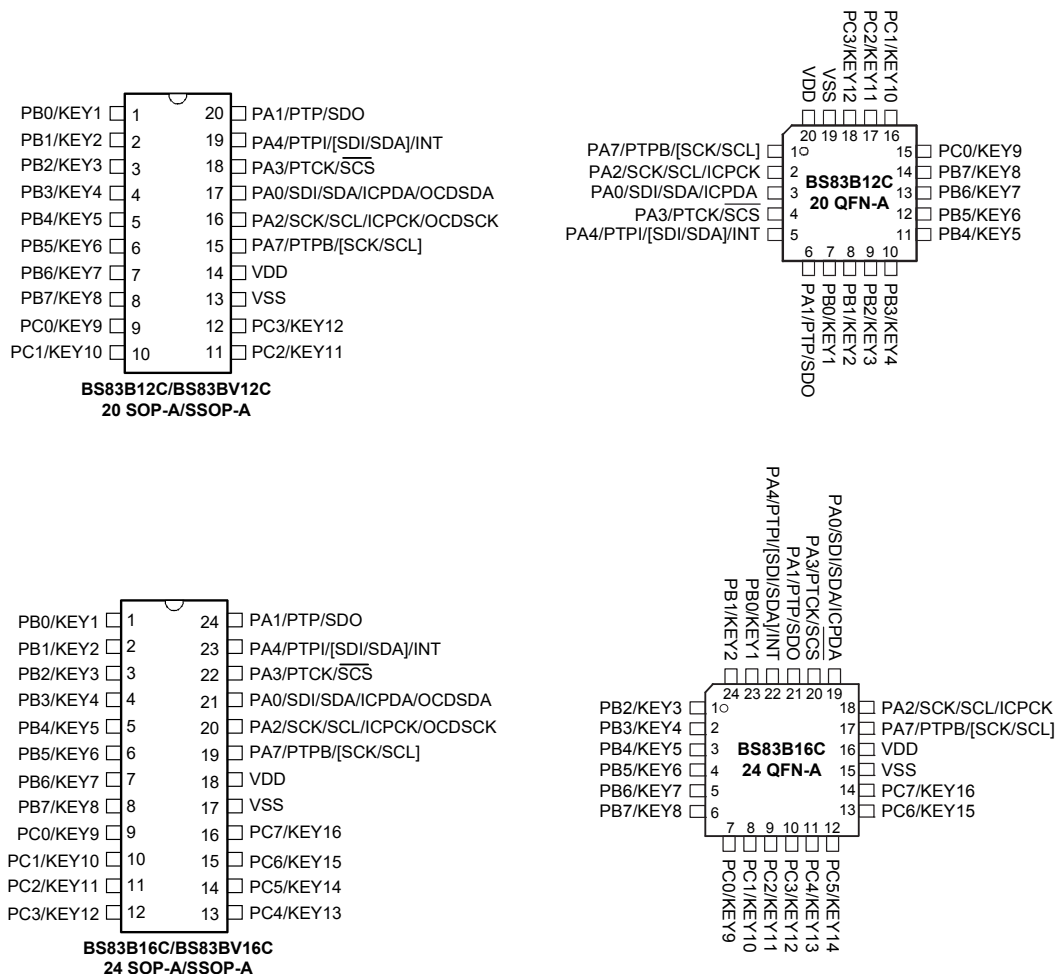 PB0/KEY1 1 20 PA1/PTP/SDO
PB1/KEY2 2 19 PA4/PTPI/[SDI/SDA]/INT
PB2/KEY3 3 18 PA3/PTCK/S̅C̅S̅
PB3/KEY4 4 17 PA0/SDI/SDA/ICPDA/OCDSDA
PB4/KEY5 5 16 PA2/SCK/SCL/ICPCK/OCDSCK
PB5/KEY6 6 15 PA7/PTPB/[SCK/SCL]
PB6/KEY7 7 14 VDD
PB7/KEY8 8 13 VSS
PC0/KEY9 9 12 PC3/KEY12
PC1/KEY10 10 11 PC2/KEY11
BS83B12C/BS83BV12C
20 SOP-A/SSOP-A
VDD
VSS
PC3/KEY12
PC2/KEY11
PC1/KEY10
20 19 18 17 16
PA7/PTPB/[SCK/SCL] 1 15 PC0/KEY9
PA2/SCK/SCL/ICPCK 2 14 PB7/KEY8
PA0/SDI/SDA/ICPDA 3 13 PB6/KEY7
PA3/PTCK/S̅C̅S̅ 4 12 PB5/KEY6
PA4/PTPI/[SDI/SDA]/INT 5 11 PB4/KEY5
BS83B12C
20 QFN-A
6 7 8 9 10
PA1/PTP/SDO
PB0/KEY1
PB1/KEY2
PB2/KEY3
PB3/KEY4
PB0/KEY1 1 24 PA1/PTP/SDO
PB1/KEY2 2 23 PA4/PTPI/[SDI/SDA]/INT
PB2/KEY3 3 22 PA3/PTCK/S̅C̅S̅
PB3/KEY4 4 21 PA0/SDI/SDA/ICPDA/OCDSDA
PB4/KEY5 5 20 PA2/SCK/SCL/ICPCK/OCDSCK
PB5/KEY6 6 19 PA7/PTPB/[SCK/SCL]
PB6/KEY7 7 18 VDD
PB7/KEY8 8 17 VSS
PC0/KEY9 9 16 PC7/KEY16
PC1/KEY10 10 15 PC6/KEY15
PC2/KEY11 11 14 PC5/KEY14
PC3/KEY12 12 13 PC4/KEY13
BS83B16C/BS83BV16C
24 SOP-A/SSOP-A
PB1/KEY2
PB0/KEY1
PA4/PTPI/[SDI/SDA]/INT
PA1/PTP/SDO
PA3/PTCK/S̅C̅S̅
PA0/SDI/SDA/ICPDA
24 23 22 21 20 19
PB2/KEY3 1 18 PA2/SCK/SCL/ICPCK
PB3/KEY4 2 17 PA7/PTPB/[SCK/SCL]
PB4/KEY5 3 16 VDD
PB5/KEY6 4 15 VSS
PB6/KEY7 5 14 PC7/KEY16
PB7/KEY8 6 13 PC6/KEY15
BS83B16C
24 QFN-A
7 8 9 10 11 12
PC0/KEY9
PC1/KEY10
PC2/KEY11
PC3/KEY12
PC4/KEY13
PC5/KEY14